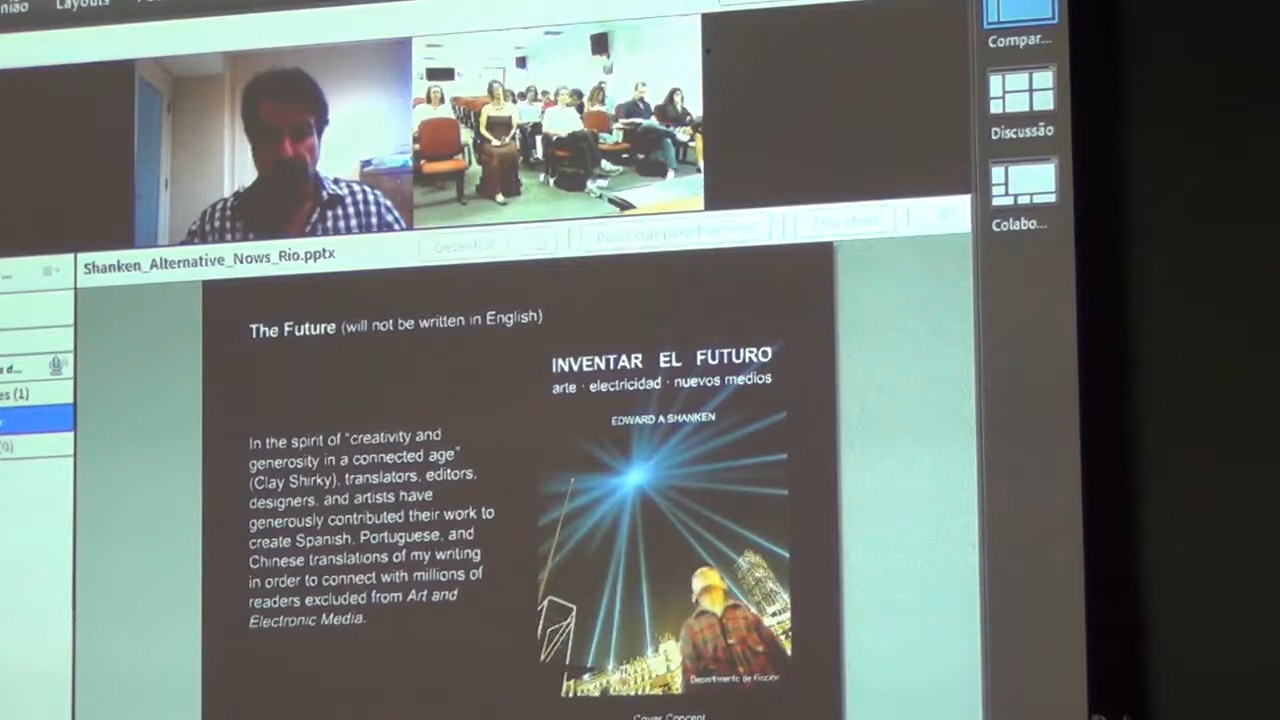 Layouts
Compar...
Discussão
Colabo...
Shanken_Alternative_Nows_Rio.pptx
The Future (will not be written in English)
In the spirit of "creativity and
generosity in a connected age"
(Clay Shirky), translators, editors,
designers, and artists have
generously contributed their work to
create Spanish, Portuguese, and
Chinese translations of my writing
in order to connect with millions of
readers excluded from Art and
Electronic Media.
INVENTAR EL FUTURO
arte · electricidad · nuevos medios
EDWARD A SHANKEN
Departmento de Ficción
Cover Concept